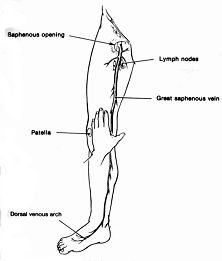 Saphenous opening
Lymph nodes
Great saphenous vein
Patella
Dorsal venous arch